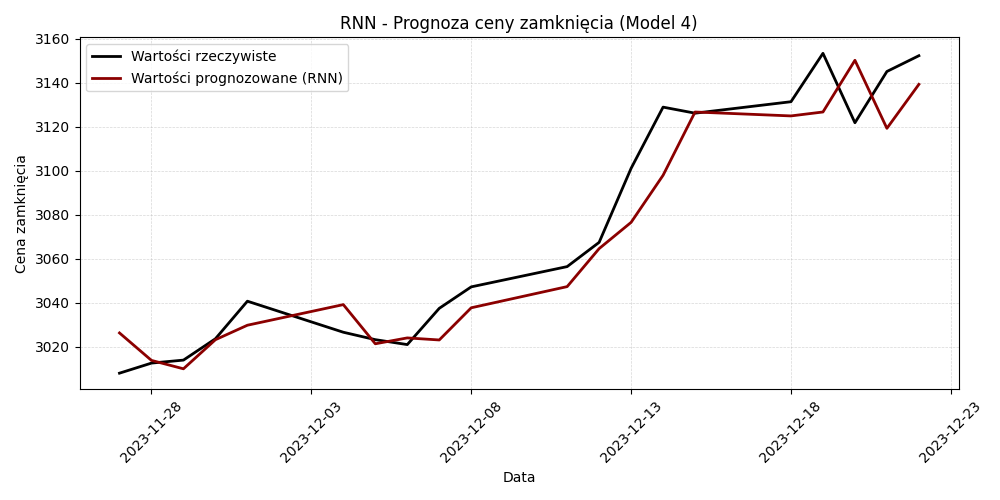 RNN - Prognoza ceny zamknięcia (Model 4)
Wartości rzeczywiste
Wartości prognozowane (RNN)
Cena zamknięcia
3160
3140
3120
3100
3080
3060
3040
3020
2023-11-28
2023-12-03
2023-12-08
2023-12-13
2023-12-18
2023-12-23
Data